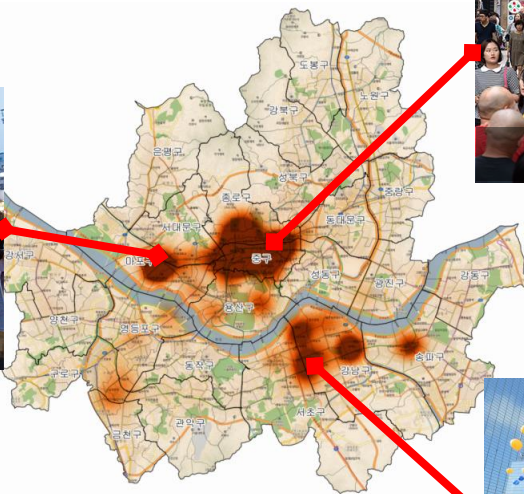 도봉구
노원구
강북구
은평구
성북구
중랑구
종로구
동대문구
서대문구
강서구
마포구
중구
성동구
광진구
강동구
용산구
양천구
영등포구
동작구
강남구
송파구
구로구
서초구
관악구
금천구